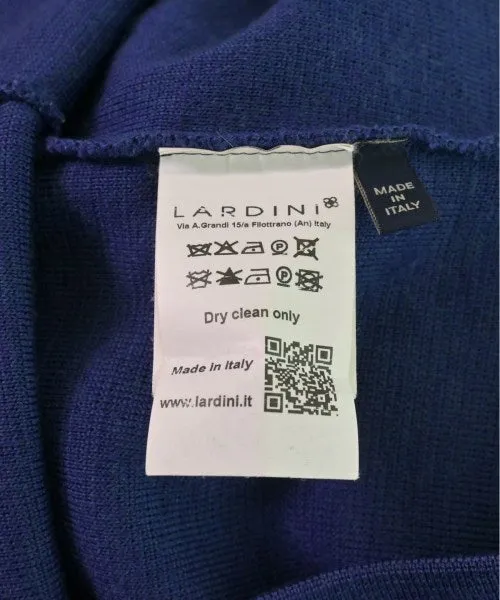 LARDINI
Via A.Grandi 15/a Filottrano (An) Italy
Dry clean only
Made in italy
www.lardini.it
MADE
IN
ITALY